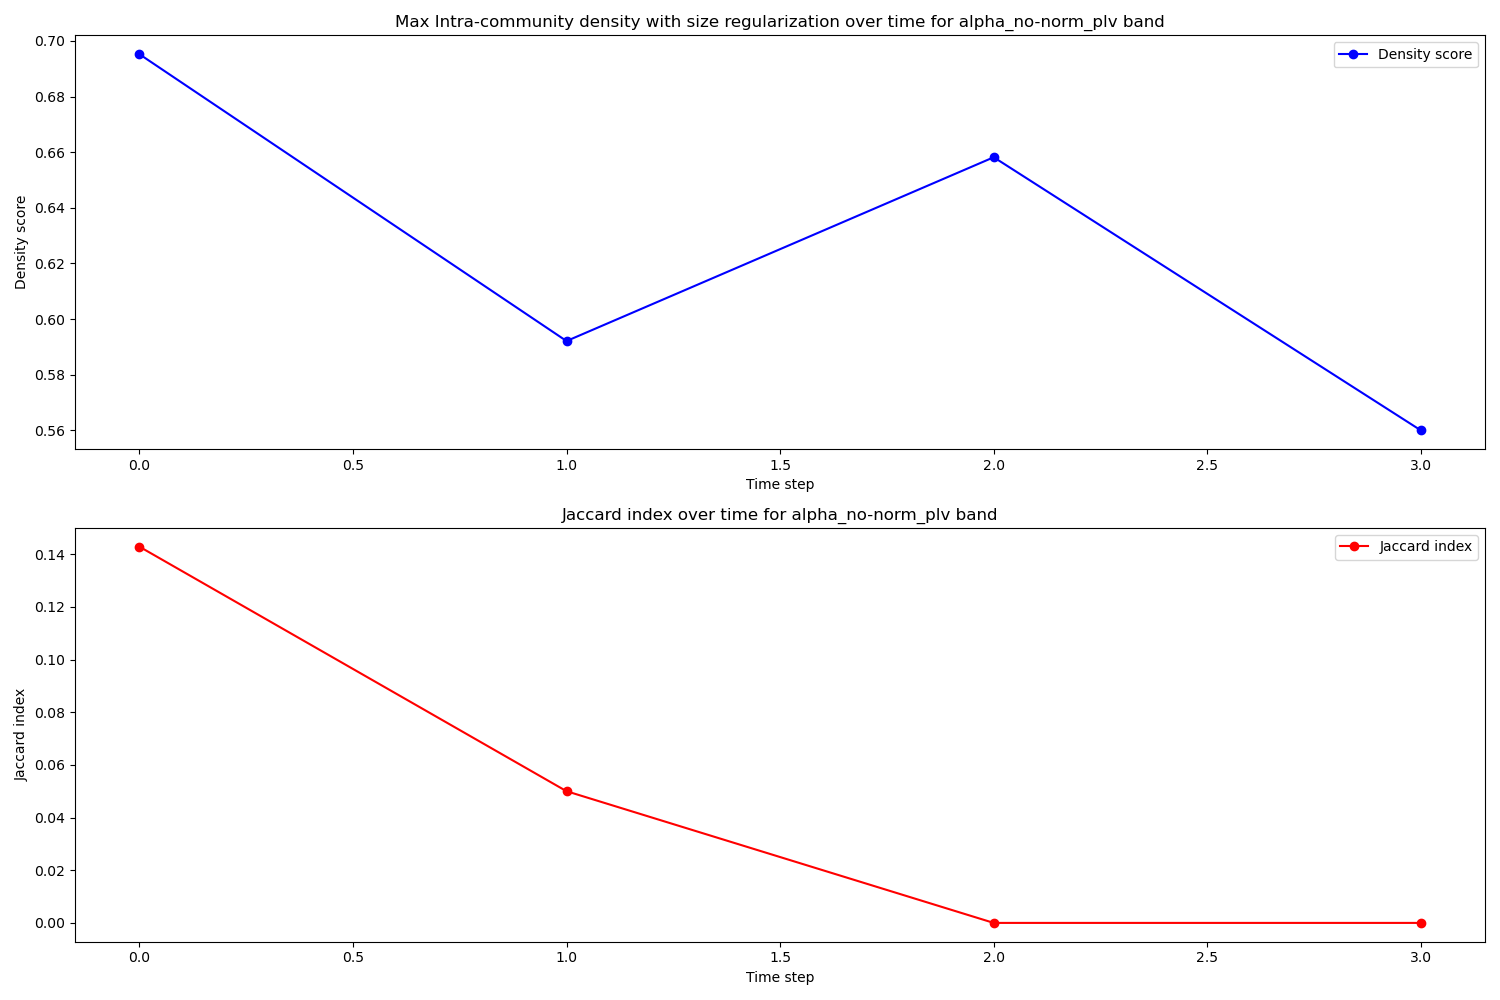 Max Intra-community density with size regularization over time for alpha_no-norm_plv band
Density score
0.70
0.68
0.66
0.64
0.62
0.60
0.58
0.56
Density score
0.0 0.5 1.0 1.5 2.0 2.5 3.0
Time step
Jaccard index over time for alpha_no-norm_plv band
Jaccard index
0.14
0.12
0.10
0.08
0.06
0.04
0.02
0.00
Jaccard index
0.0 0.5 1.0 1.5 2.0 2.5 3.0
Time step